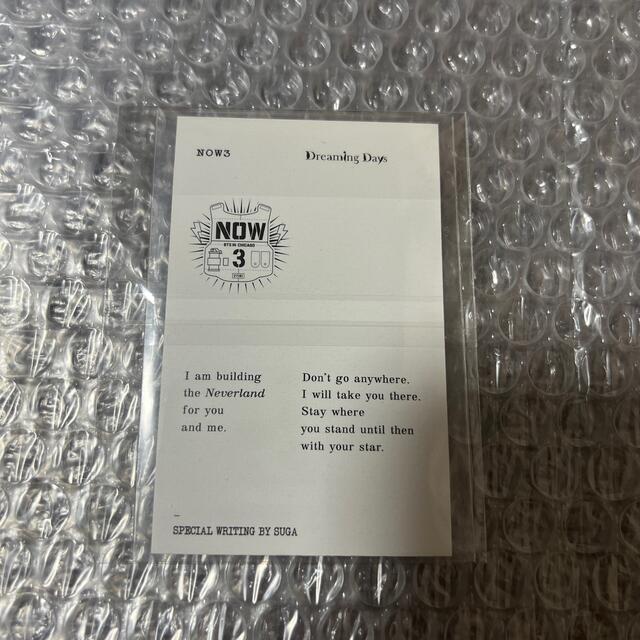 NOW3
Dreaming Days
NOW
BTS IN CHICAGO
3
I am building
the Neverland
for you
and me.
Don't go anywhere.
I will take you there.
Stay where
you stand until then
with your star.
SPECIAL WRITING BY SUGA